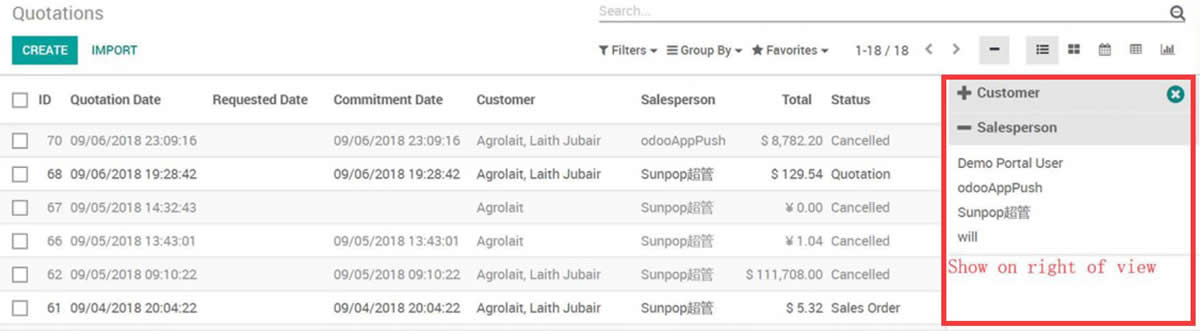 Quotations
Search...
CREATE IMPORT Filters Group By Favorites 1-18 / 18
ID Quotation Date Requested Date Commitment Date Customer Salesperson Total Status
70 09/06/2018 23:09:16 09/06/2018 23:09:16 Agrolait, Laith Jubair odooAppPush $ 8,782.20 Cancelled
68 09/06/2018 19:28:42 09/06/2018 19:28:42 Agrolait, Laith Jubair Sunpop超管 $ 129.54 Quotation
67 09/05/2018 14:32:43 Agrolait Sunpop超管 ¥ 0.00 Cancelled
66 09/05/2018 13:43:01 09/05/2018 13:43:01 Agrolait Sunpop超管 ¥ 1.04 Cancelled
62 09/05/2018 09:10:22 09/05/2018 09:10:22 Agrolait, Laith Jubair Sunpop超管 $ 111,708.00 Cancelled
61 09/04/2018 20:04:22 09/04/2018 20:04:22 Agrolait, Laith Jubair Sunpop超管 $ 5.32 Sales Order
Customer
Salesperson
Demo Portal User
odooAppPush
Sunpop超管
will
Show on right of view